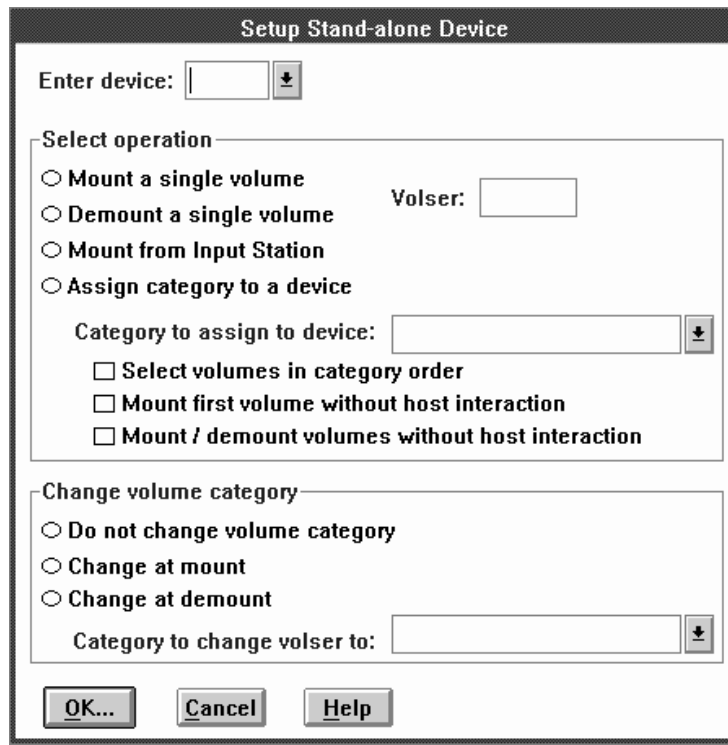 Setup Stand-alone Device
Enter device:
Select operation
Mount a single volume
Volser:
Demount a single volume
Mount from Input Station
Assign category to a device
Category to assign to device:
Select volumes in category order
Mount first volume without host interaction
Mount / demount volumes without host interaction
Change volume category
Do not change volume category
Change at mount
Change at demount
Category to change volser to:
OK... Cancel Help